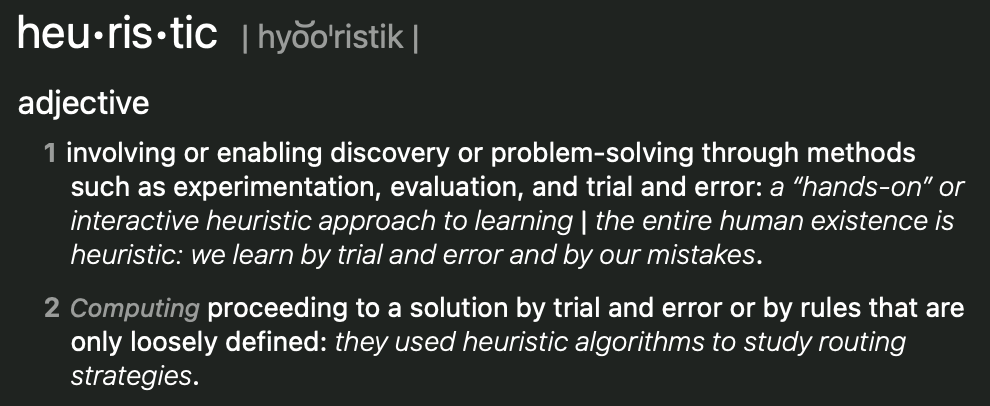 heu•ris•tic | hyo͝o'ristik |
adjective
1 involving or enabling discovery or problem-solving through methods
such as experimentation, evaluation, and trial and error: a “hands-on” or
interactive heuristic approach to learning | the entire human existence is
heuristic: we learn by trial and error and by our mistakes.
2 Computing proceeding to a solution by trial and error or by rules that are
only loosely defined: they used heuristic algorithms to study routing
strategies.